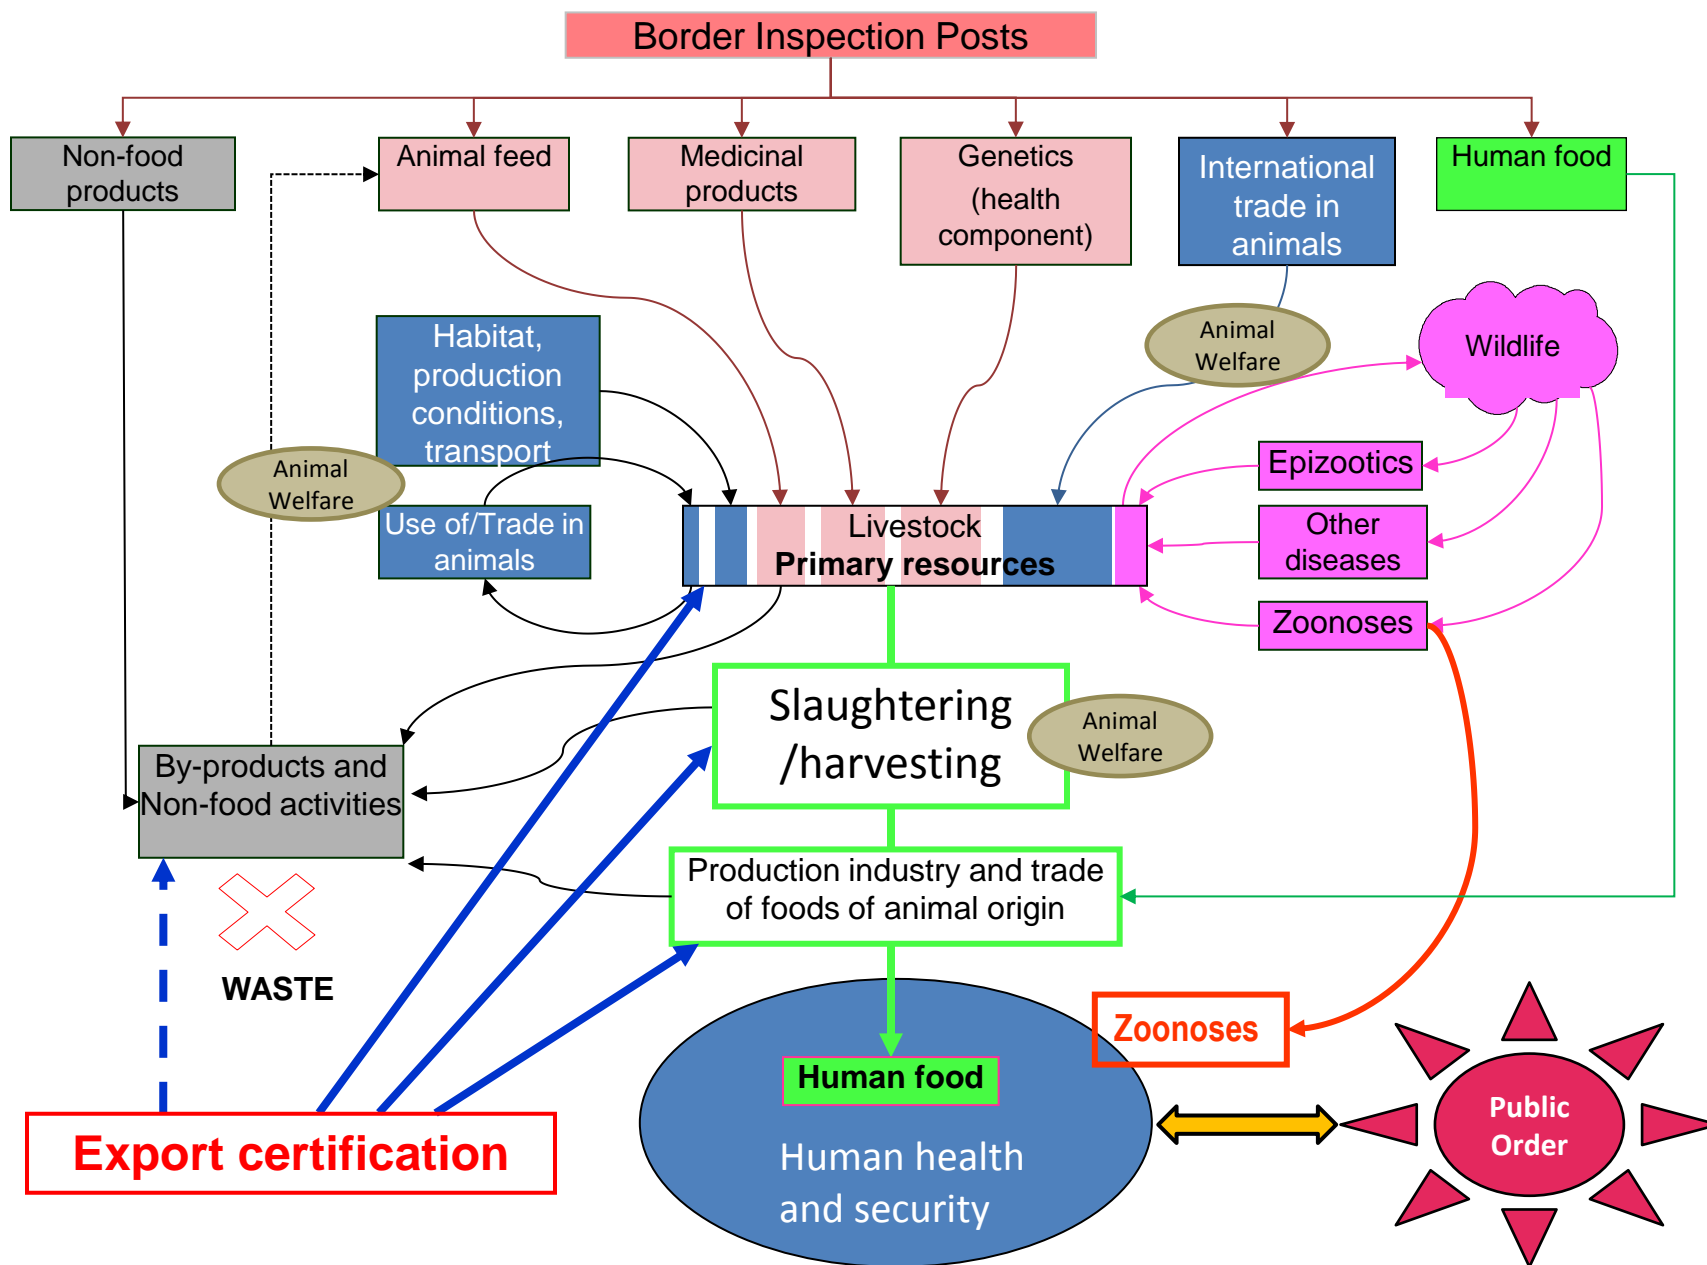 Border Inspection Posts
Non-food
products
Animal feed
Medicinal
products
Genetics
(health
component)
International
trade in
animals
Human food
Habitat,
production
conditions,
transport
Animal
Welfare
Wildlife
Animal
Welfare
Epizootics
Use of/Trade in
animals
Livestock
Primary resources
Other
diseases
Zoonoses
Slaughtering
/harvesting
Animal
Welfare
By-products and
Non-food activities
Production industry and trade
of foods of animal origin
WASTE
Zoonoses
Human food
Public
Order
Export certification
Human health
and security